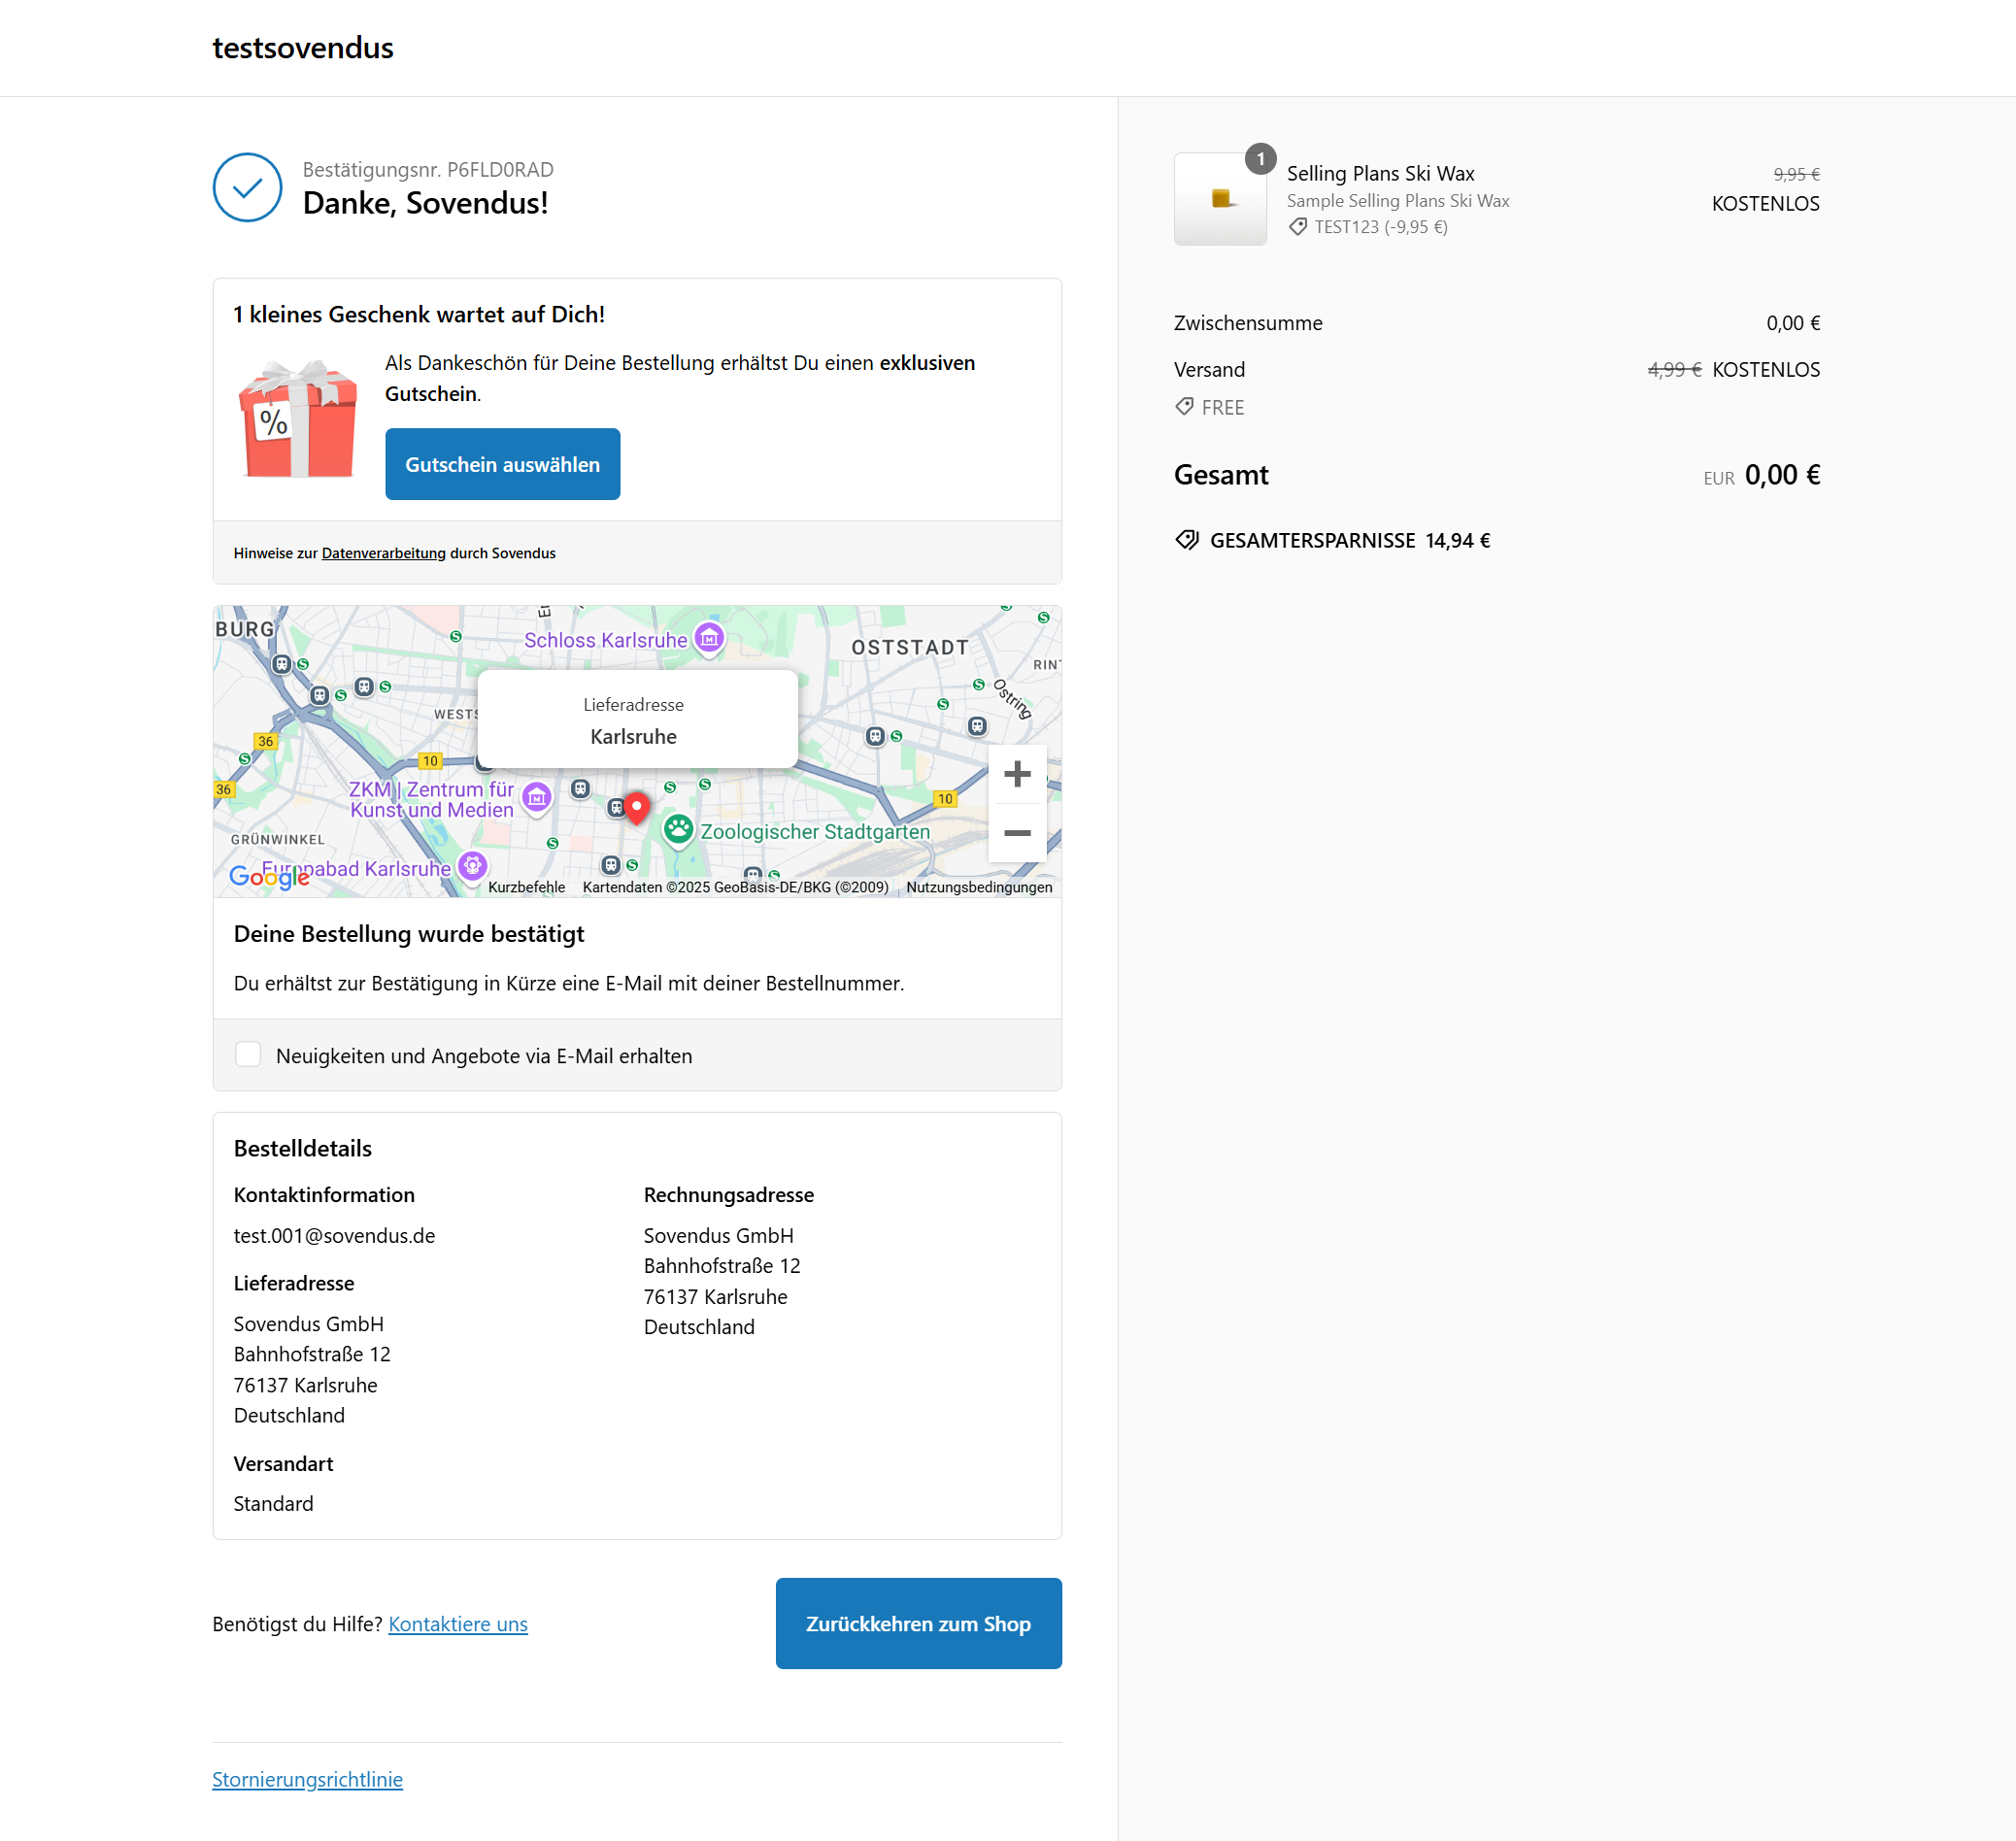 testsovendus
Bestätigungsnr. P6FLD0RAD
Danke, Sovendus!
1 kleines Geschenk wartet auf Dich!
%
Als Dankeschön für Deine Bestellung erhältst Du einen exklusiven
Gutschein.
Gutschein auswählen
Hinweise zur Datenverarbeitung durch Sovendus
BURG
Schloss Karlsruhe
OSTSTADT
Ostring
Lieferadresse
Karlsruhe
36
10
36
ZKM | Zentrum für
Kunst und Medien
10
Zoologischer Stadtgarten
GRÜNWINKEL
Europabad Karlsruhe
Google
Kurzbefehle
Kartendaten ©2025 GeoBasis-DE/BKG (©2009)
Nutzungsbedingungen
Deine Bestellung wurde bestätigt
Du erhältst zur Bestätigung in Kürze eine E-Mail mit deiner Bestellnummer.
Neuigkeiten und Angebote via E-Mail erhalten
Bestelldetails
Kontaktinformation
test.001@sovendus.de
Lieferadresse
Sovendus GmbH
Bahnhofstraße 12
76137 Karlsruhe
Deutschland
Versandart
Standard
Rechnungsadresse
Sovendus GmbH
Bahnhofstraße 12
76137 Karlsruhe
Deutschland
Benötigst du Hilfe? Kontaktiere uns
Zurückkehren zum Shop
Stornierungsrichtlinie
1
Selling Plans Ski Wax
Sample Selling Plans Ski Wax
TEST123 (-9,95 €)
9,95 €
KOSTENLOS
Zwischensumme 0,00 €
Versand 4,99 € KOSTENLOS
FREE
Gesamt EUR 0,00 €
GESAMTERSPARNISSE 14,94 €